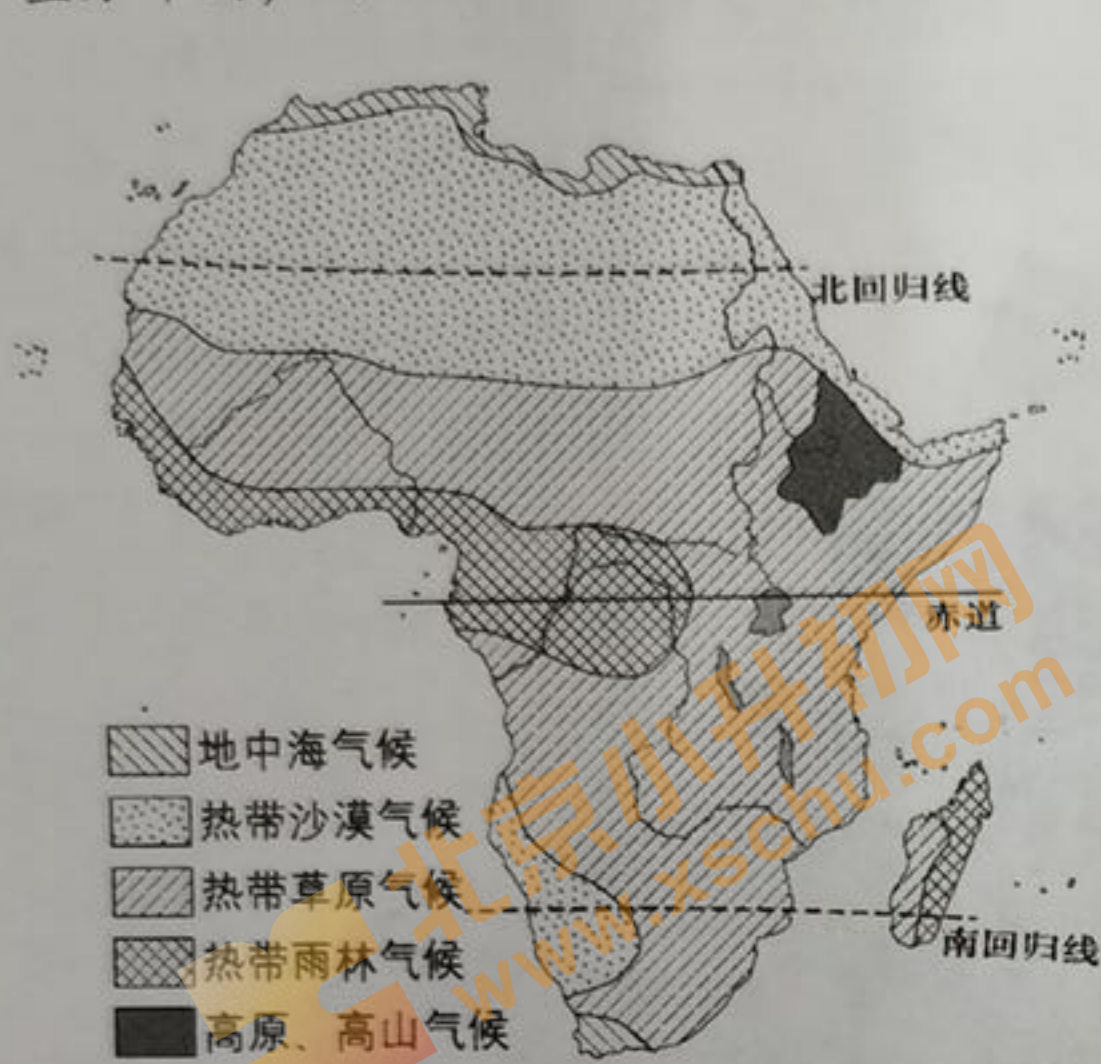 北回归线
赤道
地中海气候
热带沙漠气候
热带草原气候
热带雨林气候
高原、高山气候
南回归线
北京小升初网
www.xschu.com